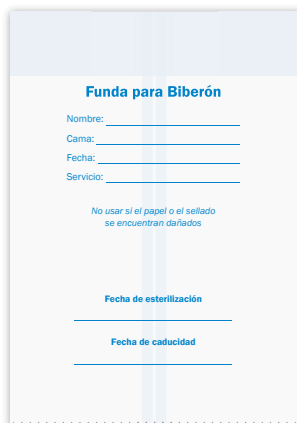 Funda para Biberón
Nombre:
Cama:
Fecha:
Servicio:
No usar si el papel o el sellado
se encuentran dañados
Fecha de esterilización
Fecha de caducidad